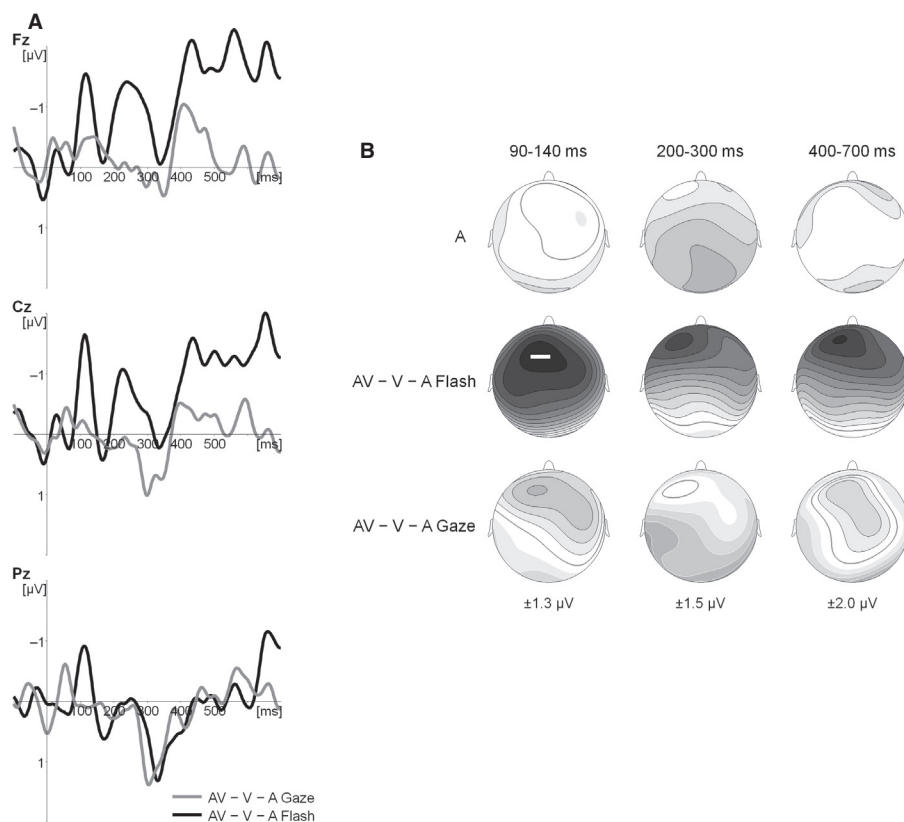 A
Fz
[µV]
–1
100 200 300 400 500 [ms]
1
Cz
[µV]
–1
100 200 300 400 500 [ms]
1
Pz
[µV]
–1
100 200 300 400 500 [ms]
1
AV – V – A Gaze
AV – V – A Flash
B
90-140 ms 200-300 ms 400-700 ms
A
AV – V – A Flash
AV – V – A Gaze
±1.3 µV ±1.5 µV ±2.0 µV